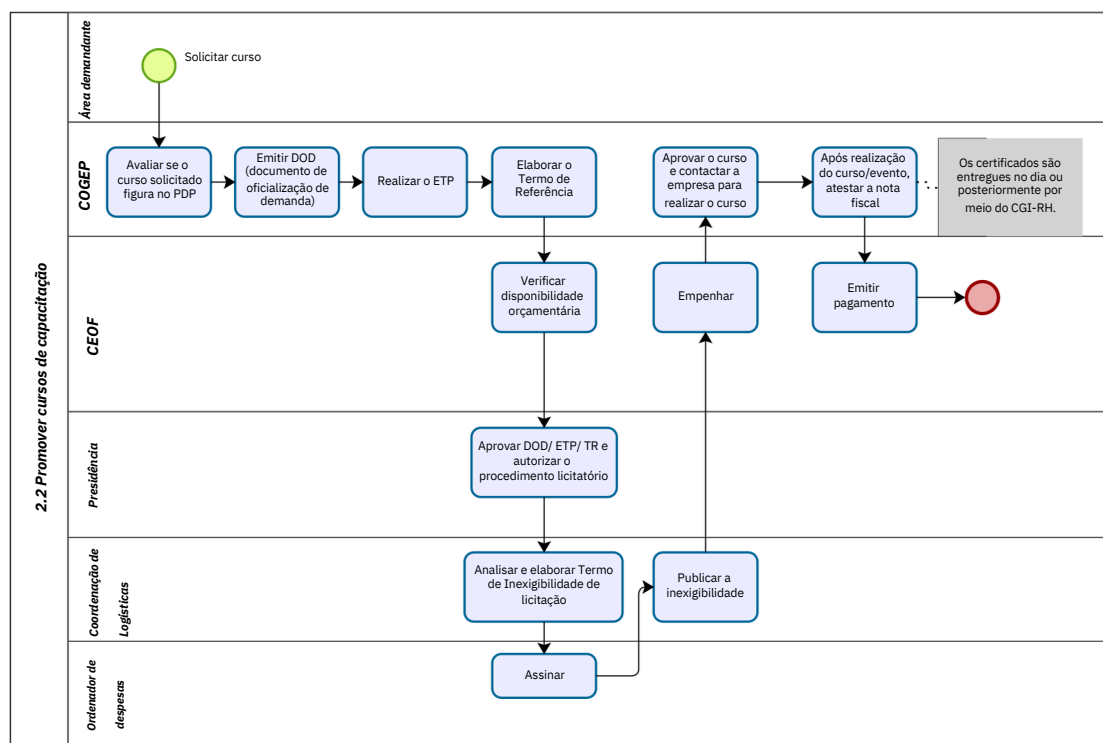 2.2 Promover cursos de capacitação
Área demandante
Solicitar curso
COGEP
Avaliar se o
curso solicitado
figura no PDP
Emitir DOD
(documento de
oficialização de
demanda)
Realizar o ETP
Elaborar o
Termo de
Referência
Aprovar o curso
e contactar a
empresa para
realizar o curso
Após realização
do curso/evento,
atestar a nota
fiscal
Os certificados são
entregues no dia ou
posteriormente por
meio do CGI-RH.
CEOF
Verificar
disponibilidade
orçamentária
Empenhar
Emitir
pagamento
Presidência
Aprovar DOD/ ETP/ TR e
autorizar o
procedimento licitatório
Coordenação de
Logísticas
Analisar e elaborar Termo
de Inexigibilidade de
licitação
Publicar a
inexigibilidade
Ordenador de
despesas
Assinar